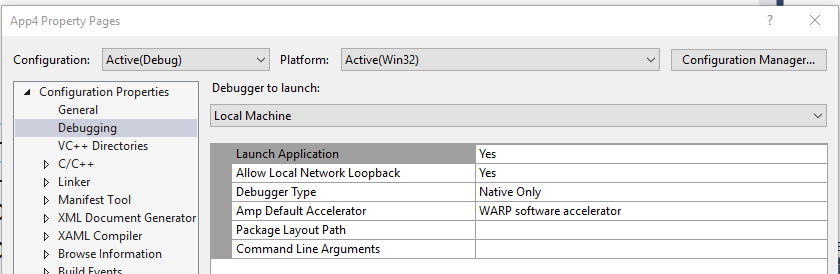 App4 Property Pages
Configuration: Active(Debug) Platform: Active(Win32) Configuration Manager...
Configuration Properties
General
Debugging
VC++ Directories
C/C++
Linker
Manifest Tool
XML Document Generator
XAML Compiler
Browse Information
Build Events
Debugger to launch:
Local Machine
Launch Application Yes
Allow Local Network Loopback Yes
Debugger Type Native Only
Amp Default Accelerator WARP software accelerator
Package Layout Path
Command Line Arguments